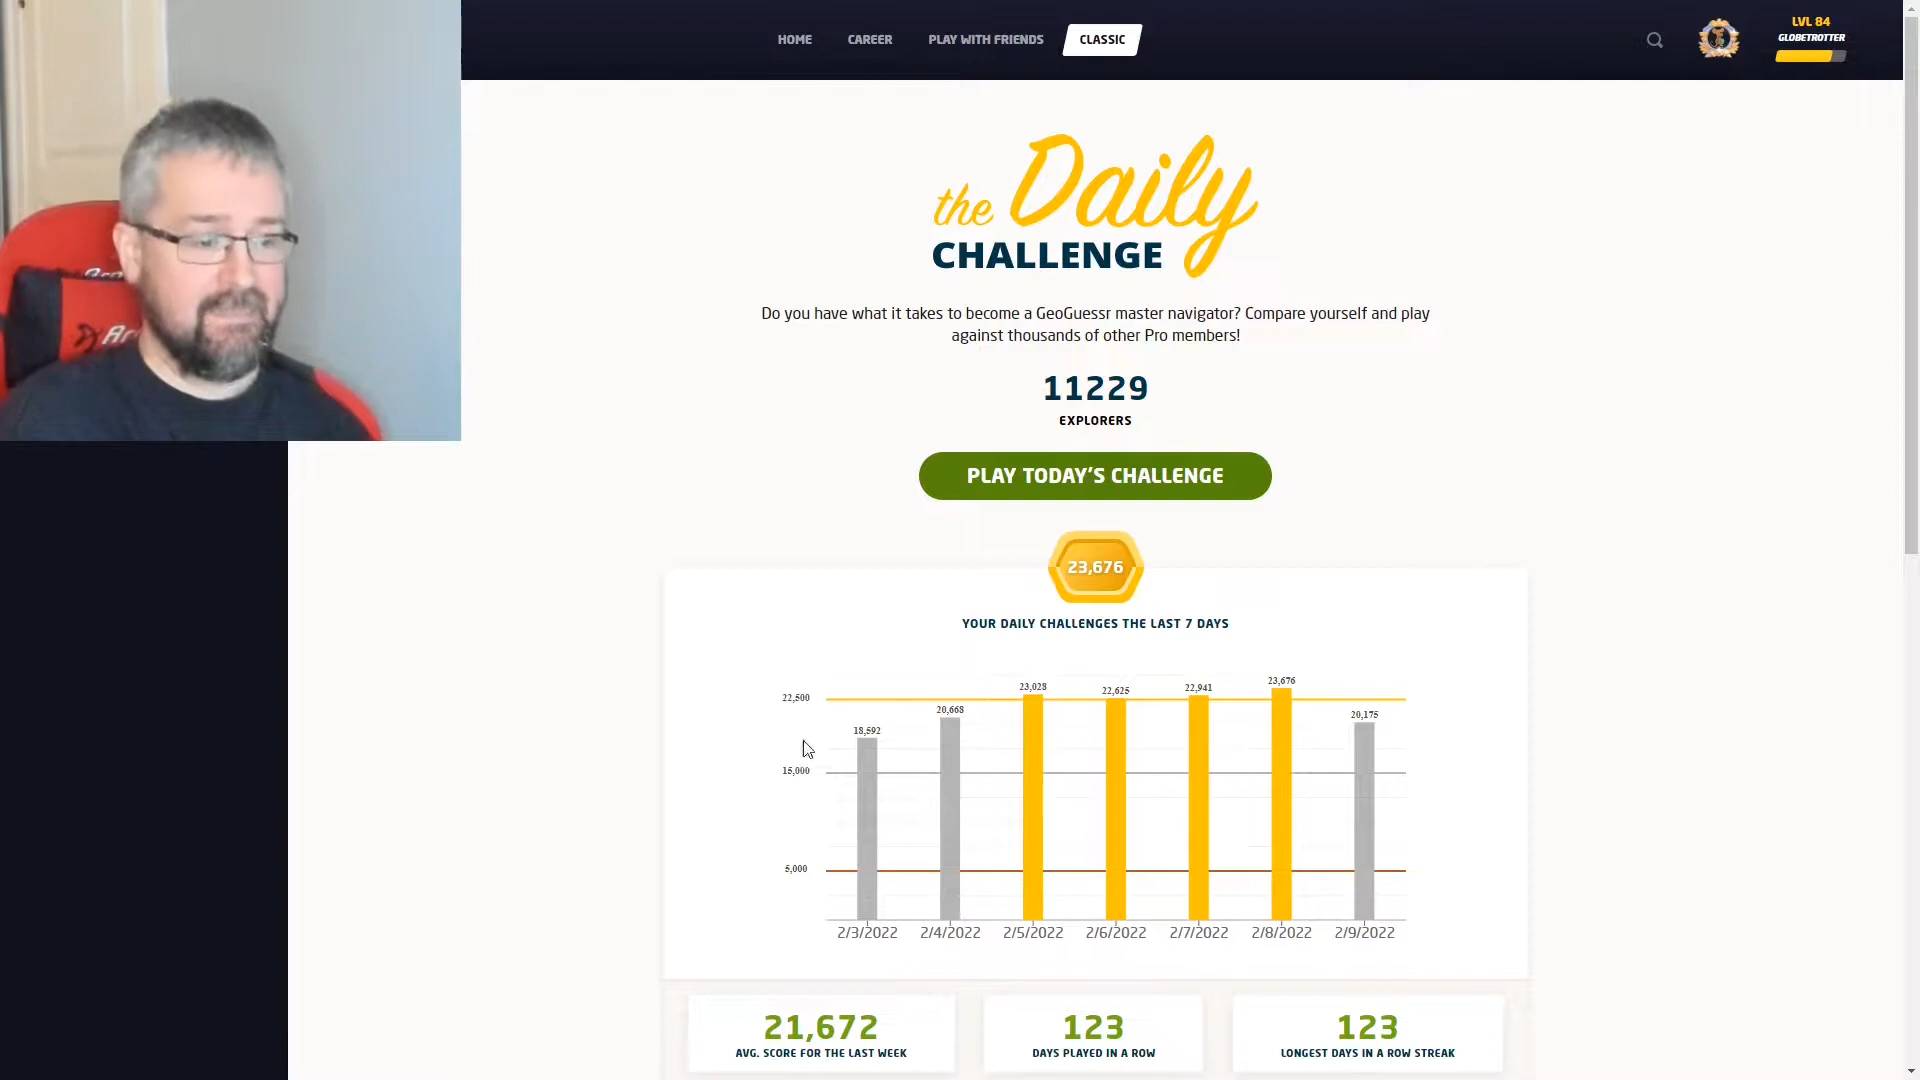 HOME CAREER PLAY WITH FRIENDS CLASSIC
LVL 84
GLOBETROTTER
the Daily
CHALLENGE
Do you have what it takes to become a GeoGuessr master navigator? Compare yourself and play
against thousands of other Pro members!
11229
EXPLORERS
PLAY TODAY'S CHALLENGE
23,676
YOUR DAILY CHALLENGES THE LAST 7 DAYS
22,500
15,000
5,000
18,592
20,668
23,028
22,625
22,941
23,676
20,175
2/3/2022 2/4/2022 2/5/2022 2/6/2022 2/7/2022 2/8/2022 2/9/2022
21,672
AVG. SCORE FOR THE LAST WEEK
123
DAYS PLAYED IN A ROW
123
LONGEST DAYS IN A ROW STREAK